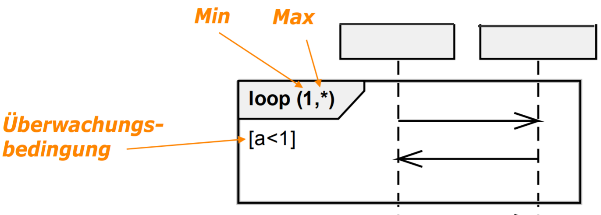 Min Max
loop (1,*)
Überwachungs-
bedingung
[a<1]